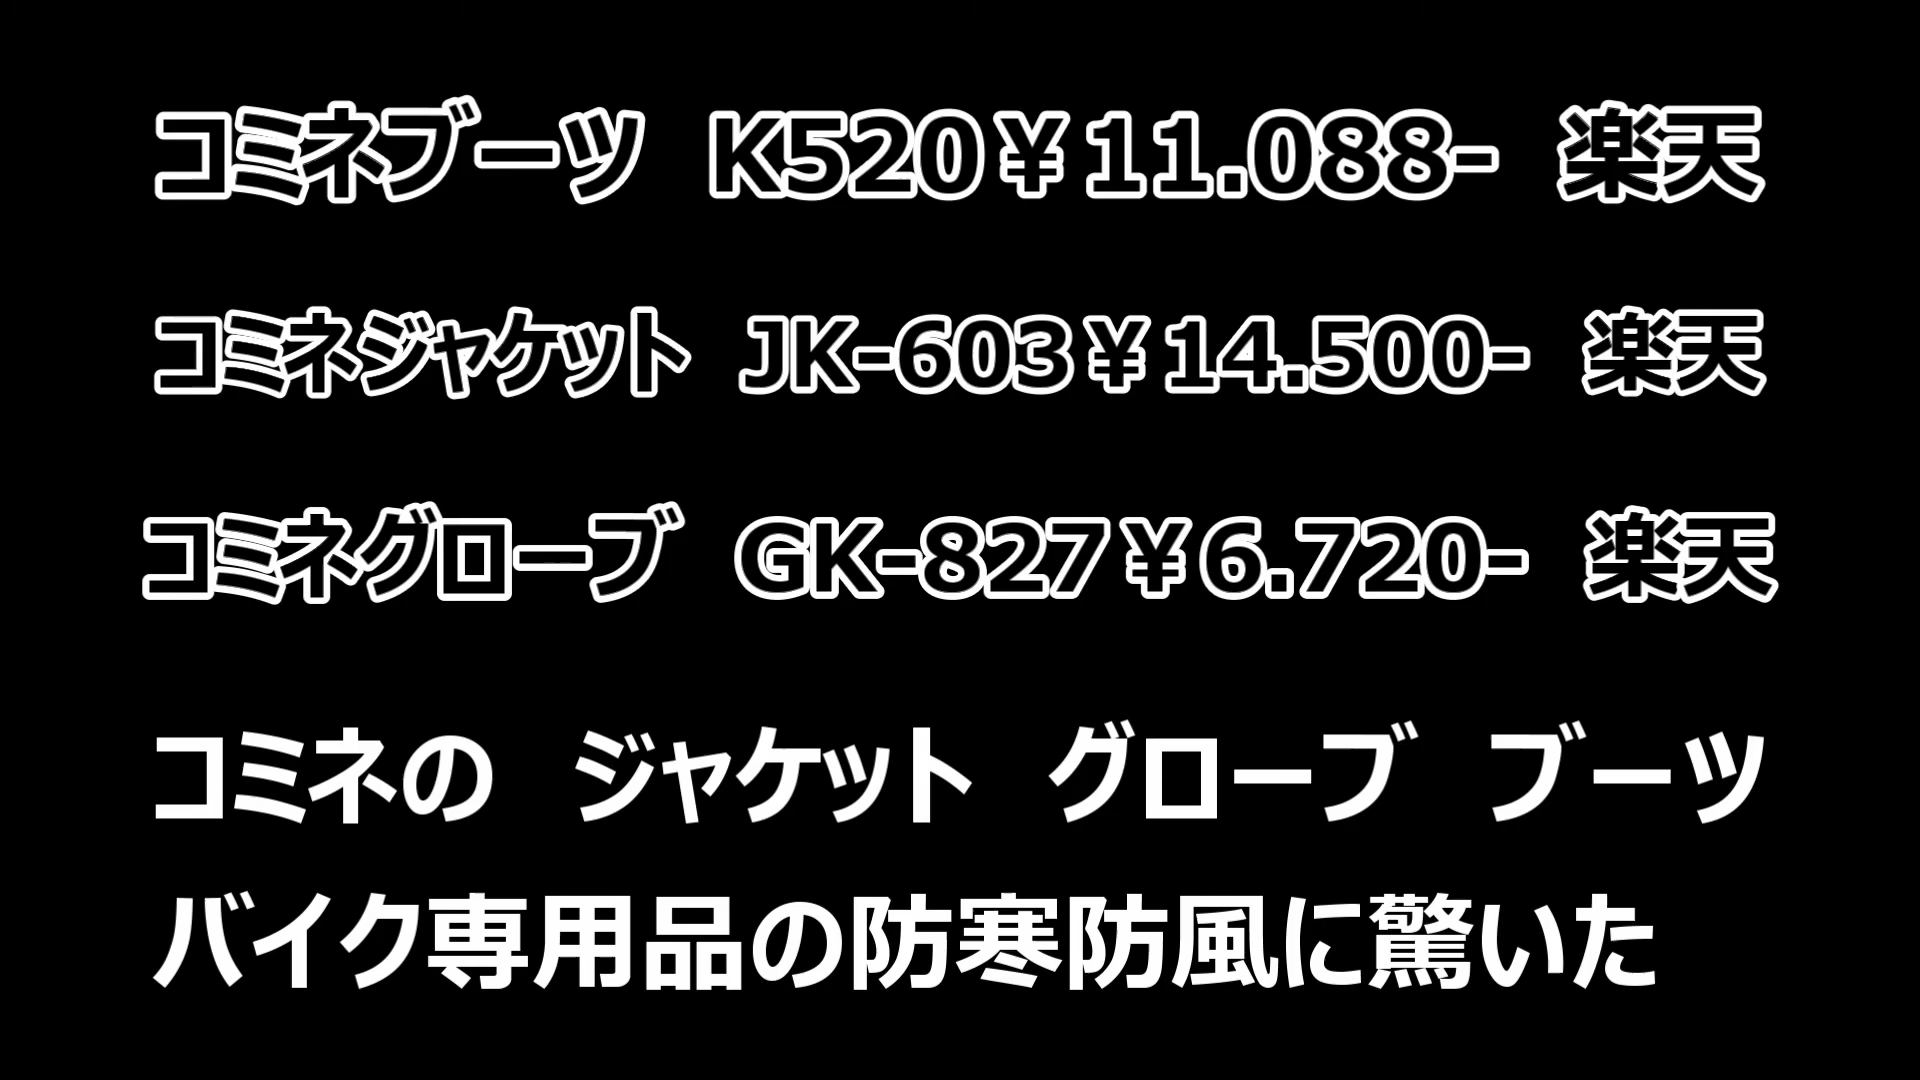 コミネブーツ K520￥11.088- 楽天
コミネジャケット JK-603￥14.500- 楽天
コミネグローブ GK-827￥6.720- 楽天
コミネの ジャケット グローブ ブーツ
バイク専用品の防寒防風に驚いた